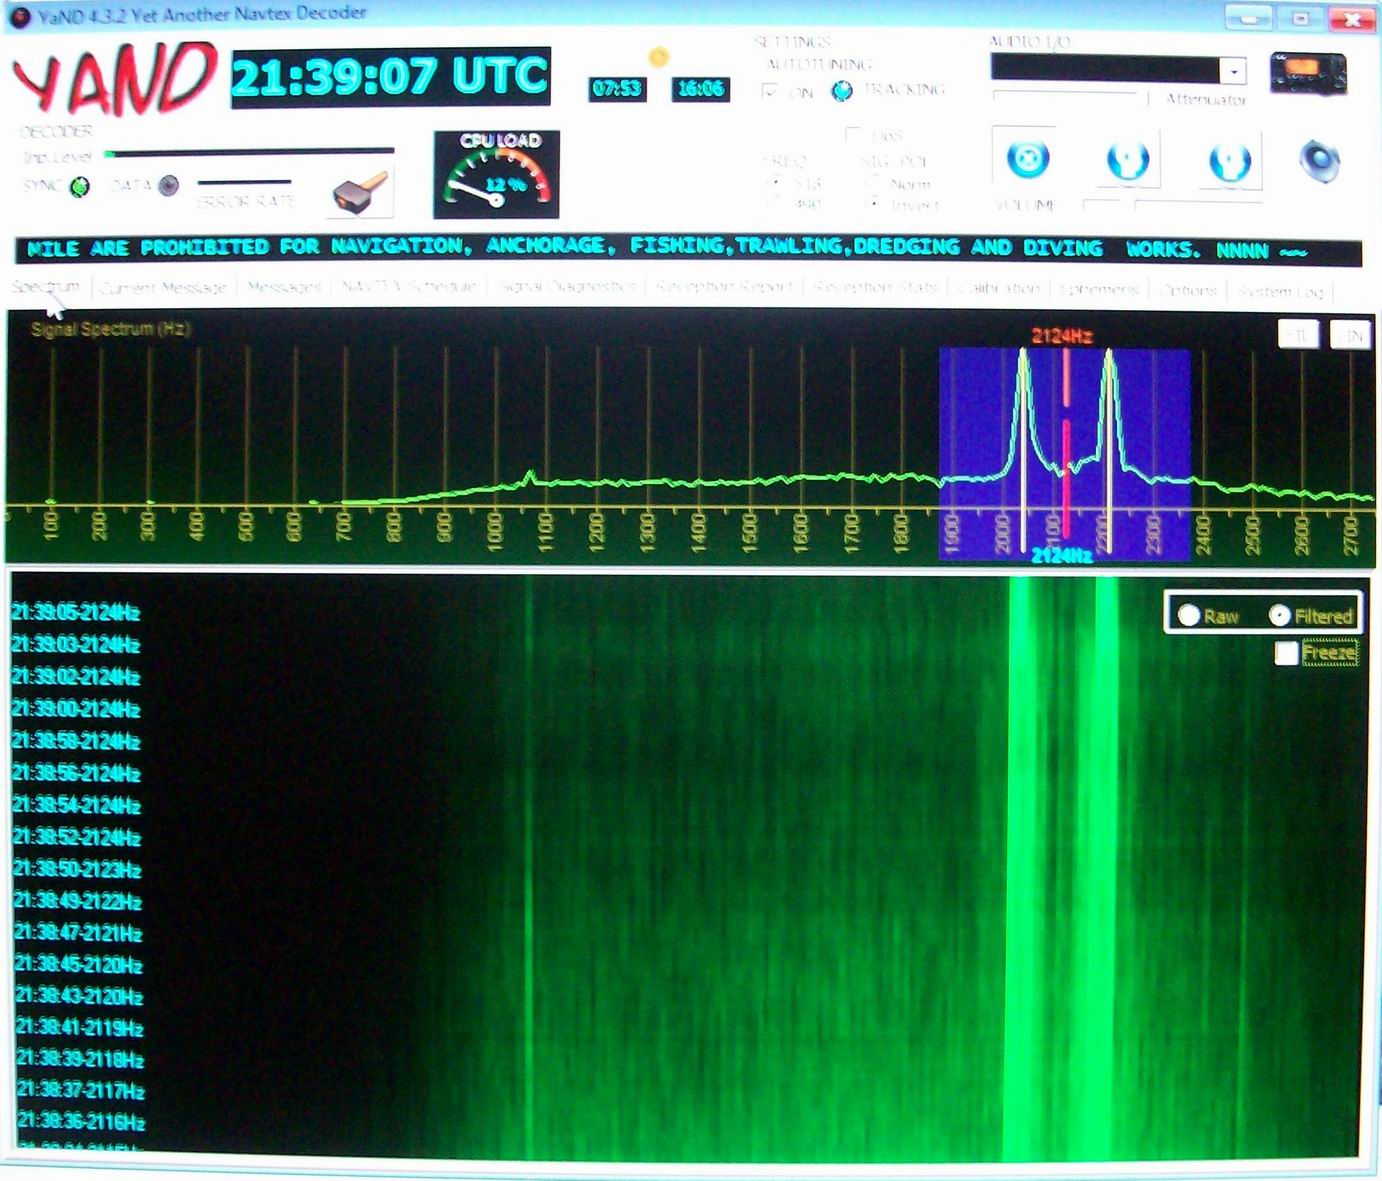 YaND 4.3.2 Yet Another Navtex Decoder
YAND
21:39:07 UTC
07:53
16:06
SETTINGS
AUTOTUNING
ON
TRACKING
AUDIO I/O
Attenuator
DECODER
Inp.Level
SYNC
DATA
ERROR RATE
CPU LOAD
12 %
UoS
FREQ
518
490
SIG. POL
Norm
Invert
VOLUME
MILE ARE PROHIBITED FOR NAVIGATION, ANCHORAGE, FISHING,TRAWLING,DREDGING AND DIVING WORKS. NNNN ~~
Spectrum
Current Message
Messages
NAVTEX Schedule
Signal Diagnostics
Reception Report
Reception Stats
Calibration
Ephemeris
Options
System Log
Signal Spectrum (Hz)
2124Hz
100 200 300 400 500 600 700 800 900 1000 1100 1200 1300 1400 1500 1600 1700 1800 1900 2000 2100 2200 2300 2400 2500 2600 2700
2124Hz
Raw
Filtered
Freeze
21:39:05-2124Hz
21:39:03-2124Hz
21:39:02-2124Hz
21:39:00-2124Hz
21:38:58-2124Hz
21:38:56-2124Hz
21:38:54-2124Hz
21:38:52-2124Hz
21:38:50-2123Hz
21:38:49-2122Hz
21:38:47-2121Hz
21:38:45-2120Hz
21:38:43-2120Hz
21:38:41-2119Hz
21:38:39-2118Hz
21:38:37-2117Hz
21:38:36-2116Hz